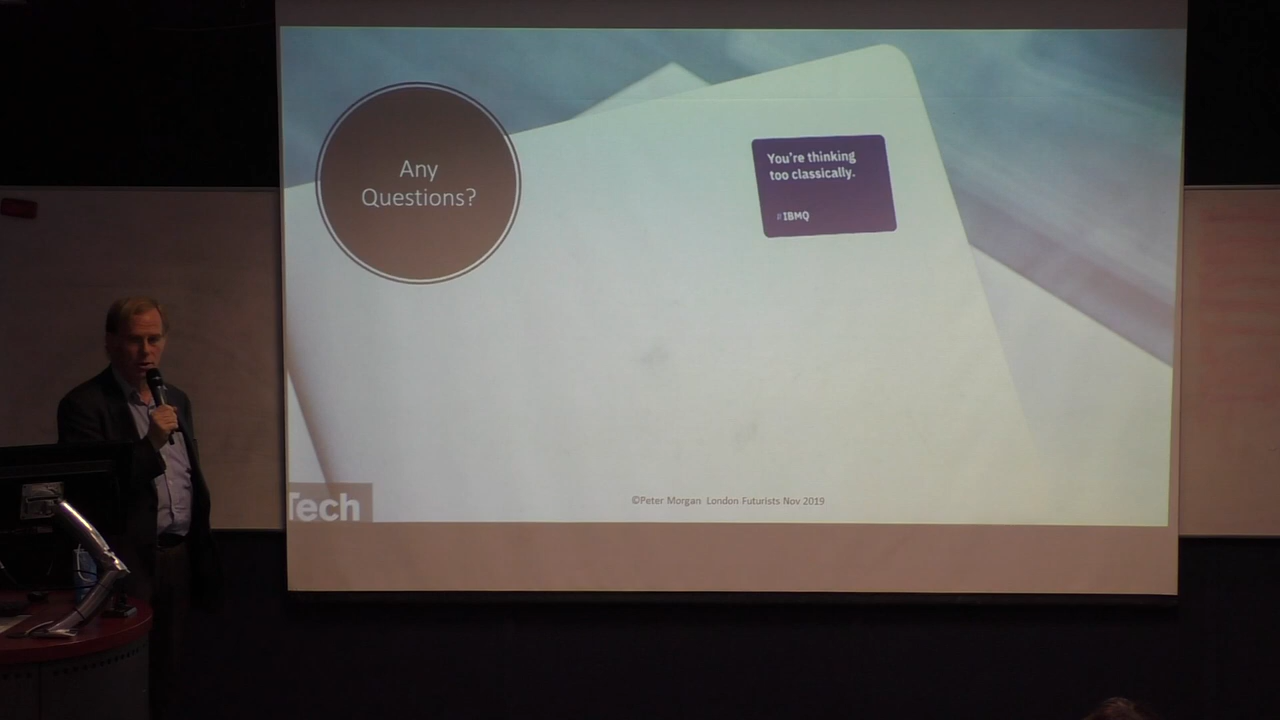 Any
Questions?
You're thinking
too classically.
#IBMQ
Tech
©Peter Morgan London Futurists Nov 2019